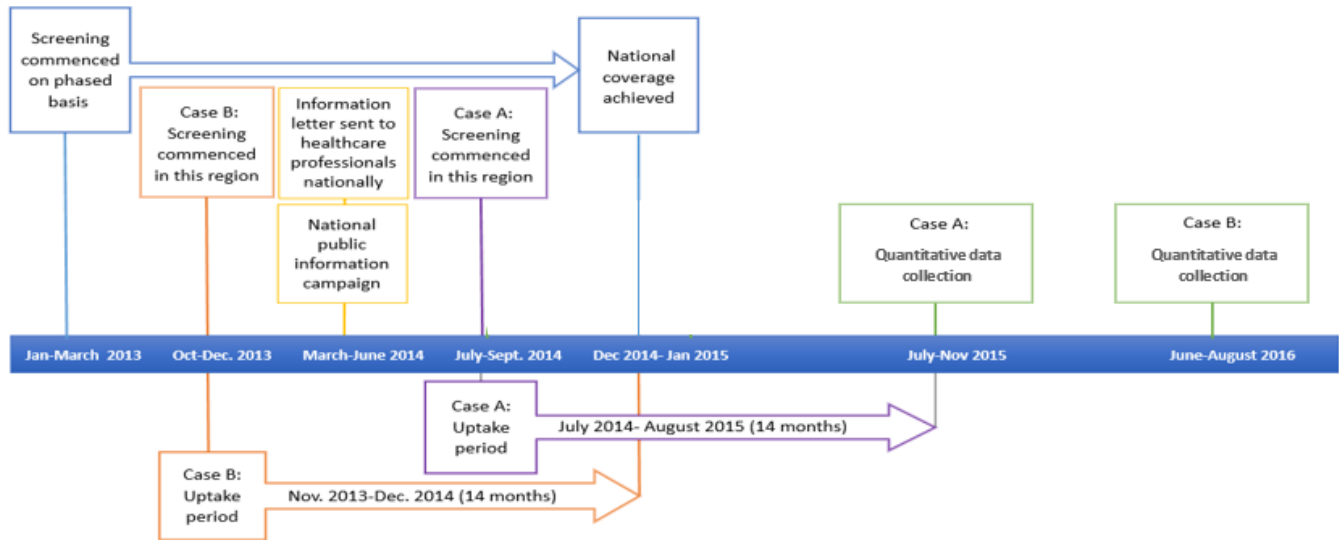 Screening
commenced
on phased
basis
National
coverage
achieved
Case B:
Screening
commenced
in this region
Information
letter sent to
healthcare
professionals
nationally
Case A:
Screening
commenced
in this region
National
public
information
campaign
Case A:
Quantitative data
collection
Case B:
Quantitative data
collection
Jan-March 2013
Oct-Dec. 2013
March-June 2014
July-Sept. 2014
Dec 2014- Jan 2015
July-Nov 2015
June-August 2016
Case A:
Uptake
period
July 2014- August 2015 (14 months)
Case B:
Uptake
period
Nov. 2013-Dec. 2014 (14 months)